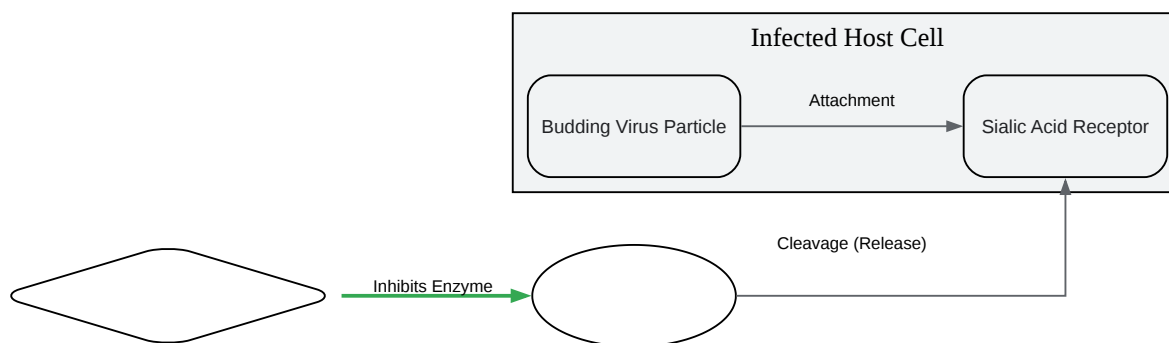 Infected Host Cell
Attachment
Budding Virus Particle
Sialic Acid Receptor
Cleavage (Release)
Inhibits Enzyme